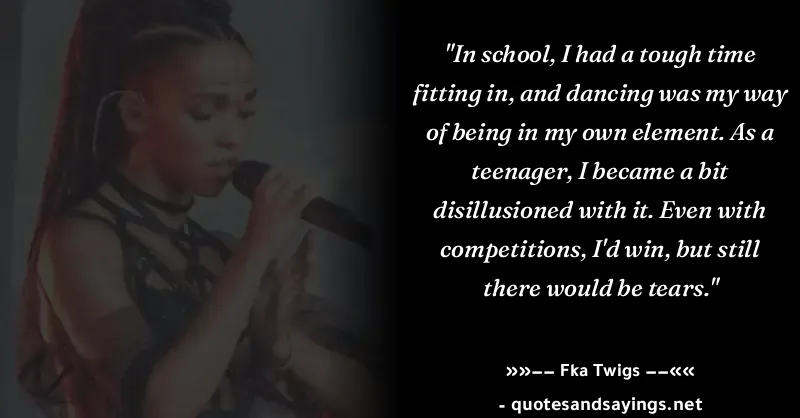 "In school, I had a tough time
fitting in, and dancing was my way
of being in my own element. As a
teenager, I became a bit
disillusioned with it. Even with
competitions, I'd win, but still
there would be tears."
»»−− Fka Twigs −−««
- quotesandsayings.net